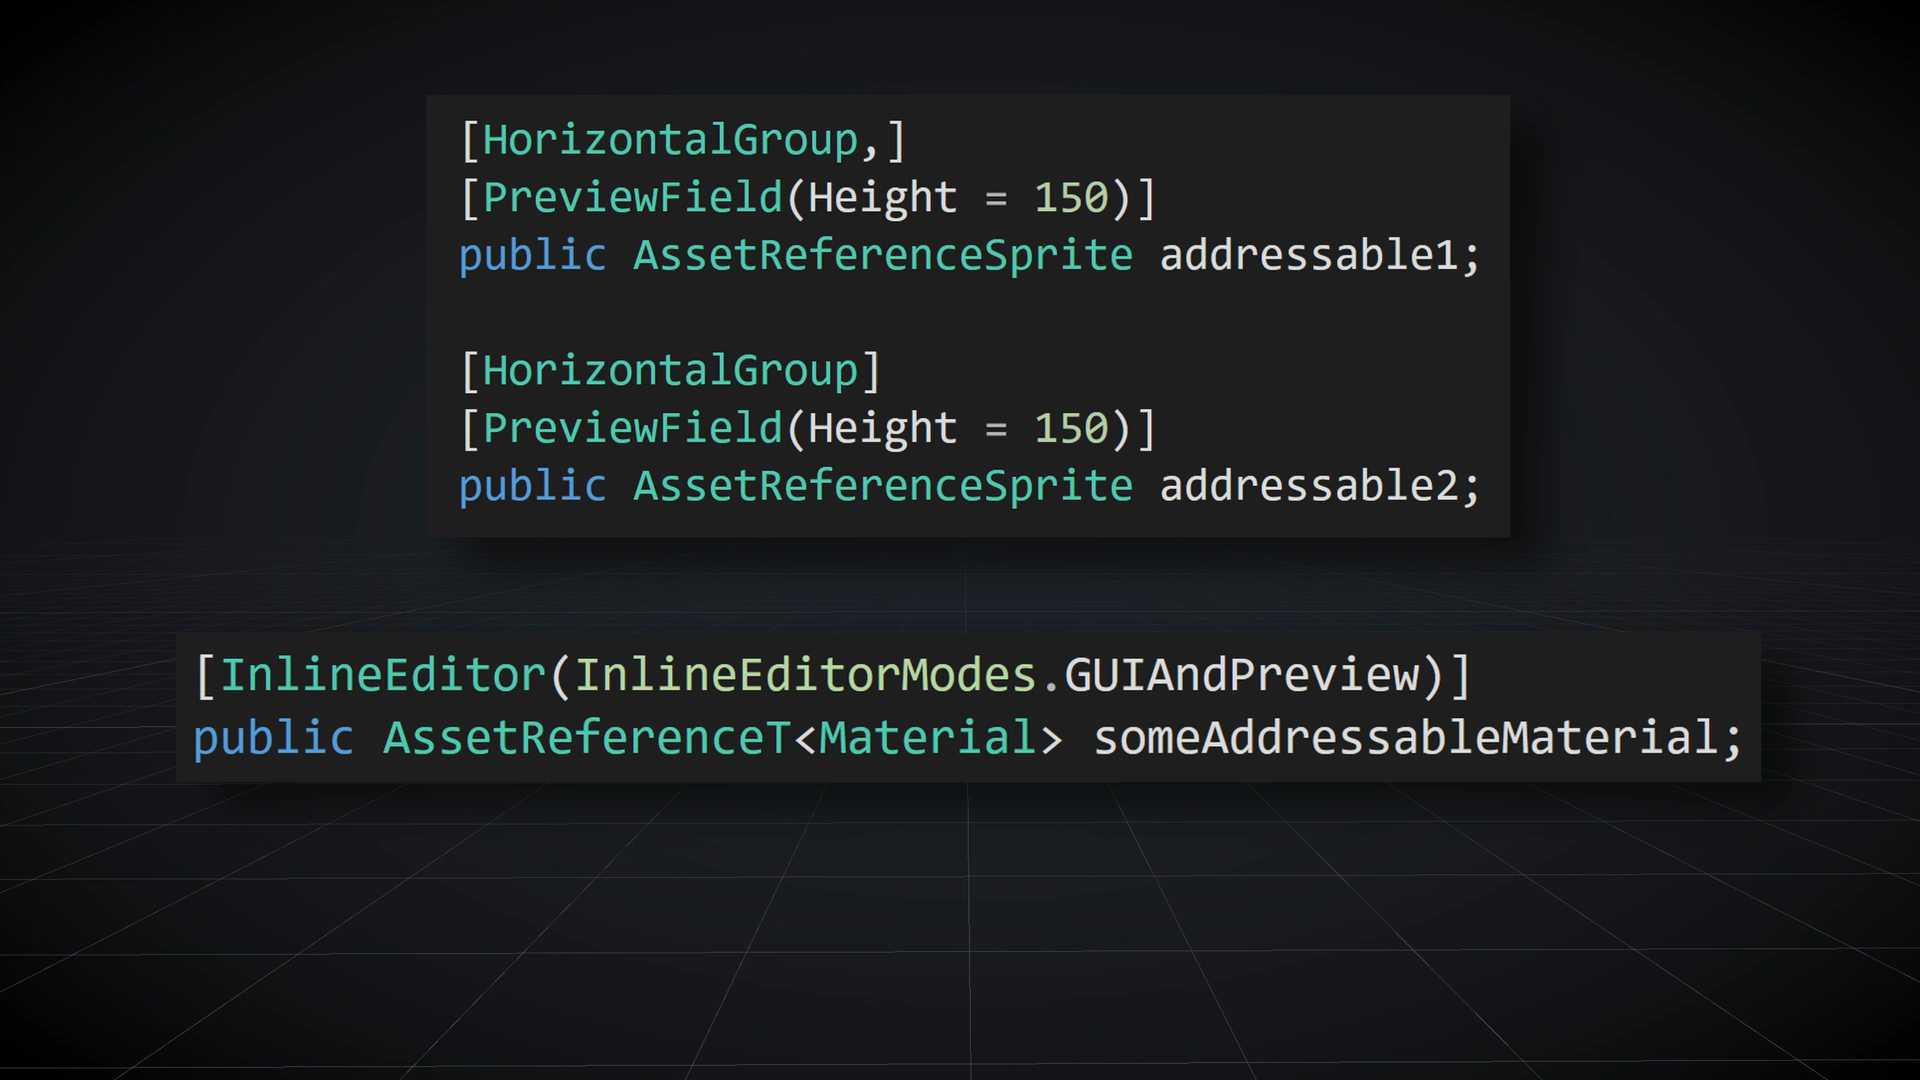 [HorizontalGroup,]
[PreviewField(Height = 150)]
public AssetReferenceSprite addressable1;
[HorizontalGroup]
[PreviewField(Height = 150)]
public AssetReferenceSprite addressable2;
[InlineEditor(InlineEditorModes.GUIAndPreview)]
public AssetReferenceT<Material> someAddressableMaterial;